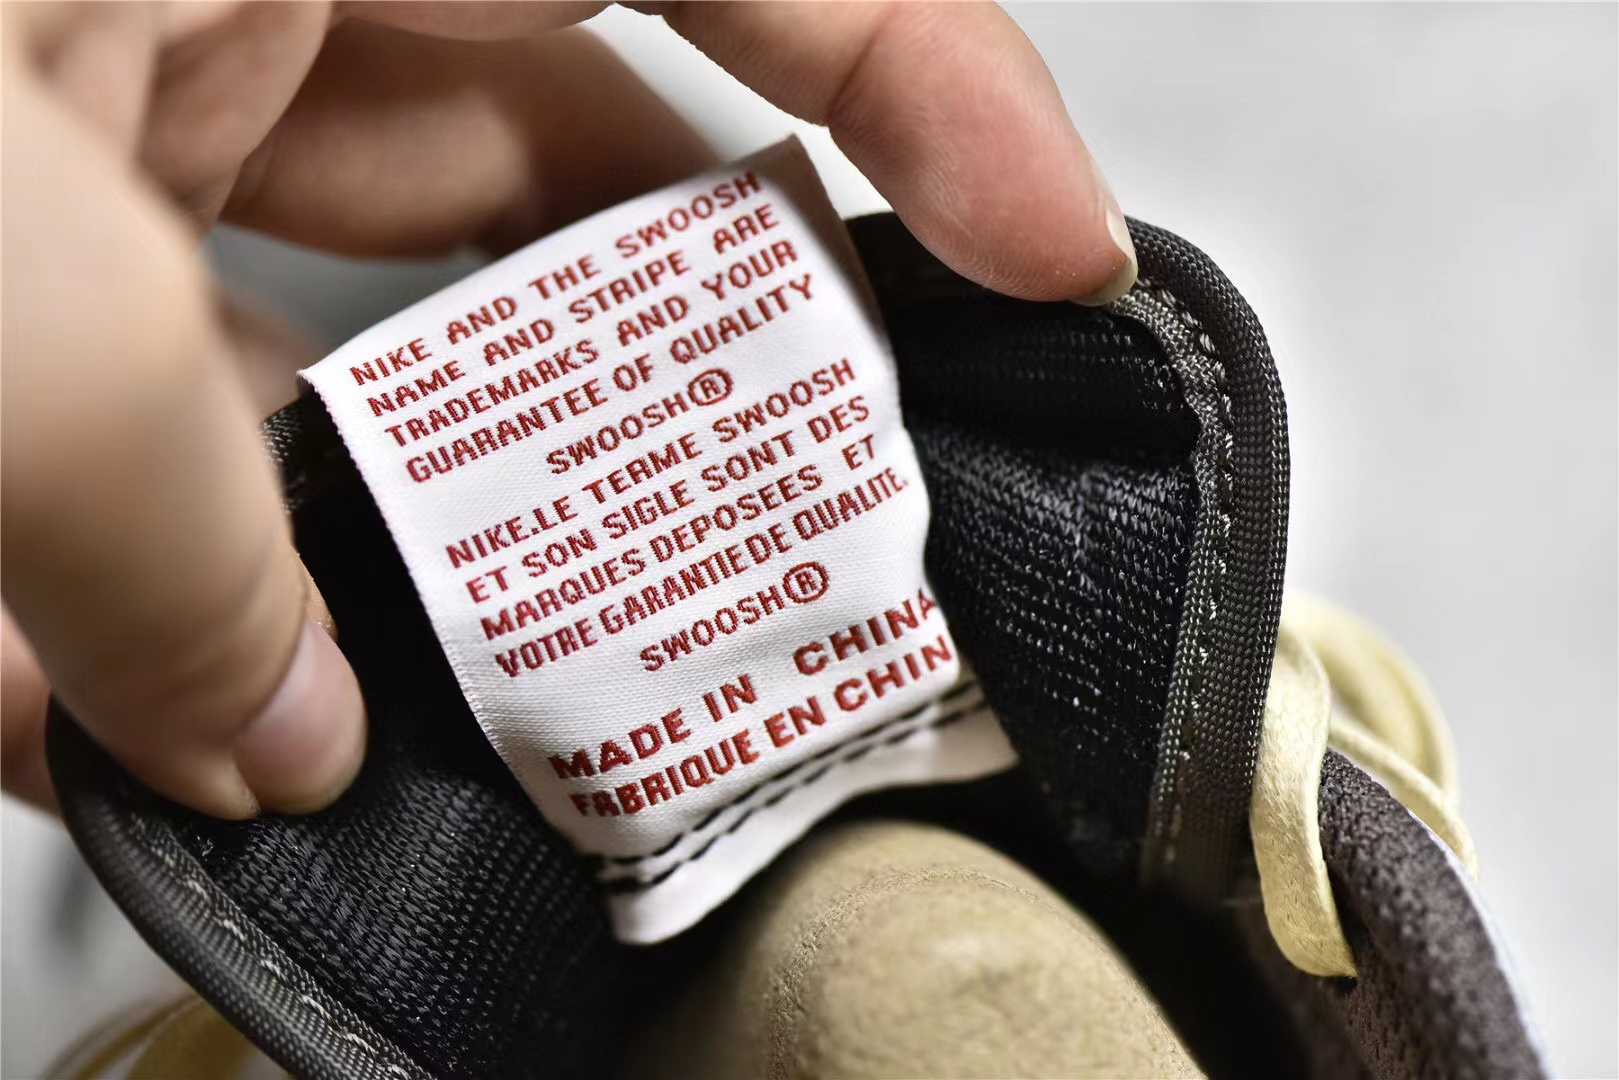 NIKE AND THE SWOOSH
NAME AND STRIPE ARE
TRADEMARKS AND YOUR
GUARANTEE OF QUALITY
SWOOSH®
NIKE.LE TERME SWOOSH
ET SON SIGLE SONT DES
MARQUES DEPOSEES ET
VOTRE GARANTIE DE QUALITE.
SWOOSH®
MADE IN CHINA
FABRIQUE EN CHIN